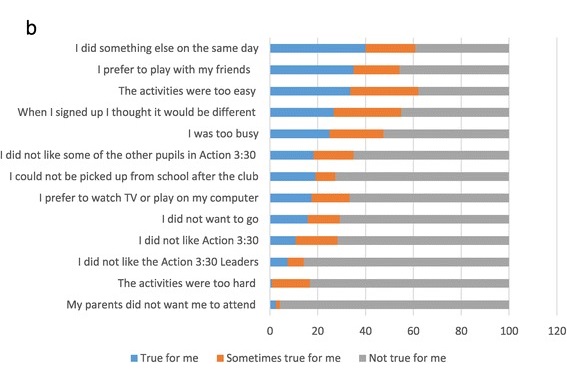 b
I did something else on the same day
I prefer to play with my friends
The activities were too easy
When I signed up I thought it would be different
I was too busy
I did not like some of the other pupils in Action 3:30
I could not be picked up from school after the club
I prefer to watch TV or play on my computer
I did not want to go
I did not like Action 3:30
I did not like the Action 3:30 Leaders
The activities were too hard
My parents did not want me to attend
0 20 40 60 80 100 120
True for me Sometimes true for me Not true for me